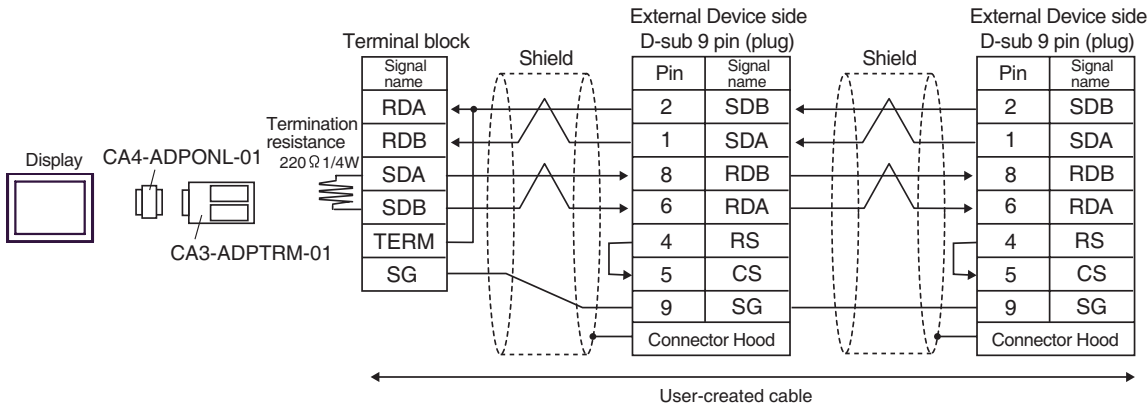 External Device side
D-sub 9 pin (plug)
External Device side
D-sub 9 pin (plug)
Terminal block
Shield
Shield
Signal name
Pin
Signal name
Pin
Signal name
RDA
2
SDB
2
SDB
Termination resistance
220 Ω 1/4W
RDB
1
SDA
1
SDA
Display
CA4-ADPONL-01
SDA
8
RDB
8
RDB
SDB
6
RDA
6
RDA
CA3-ADPTRM-01
TERM
4
RS
4
RS
SG
5
CS
5
CS
9
SG
9
SG
Connector Hood
Connector Hood
User-created cable